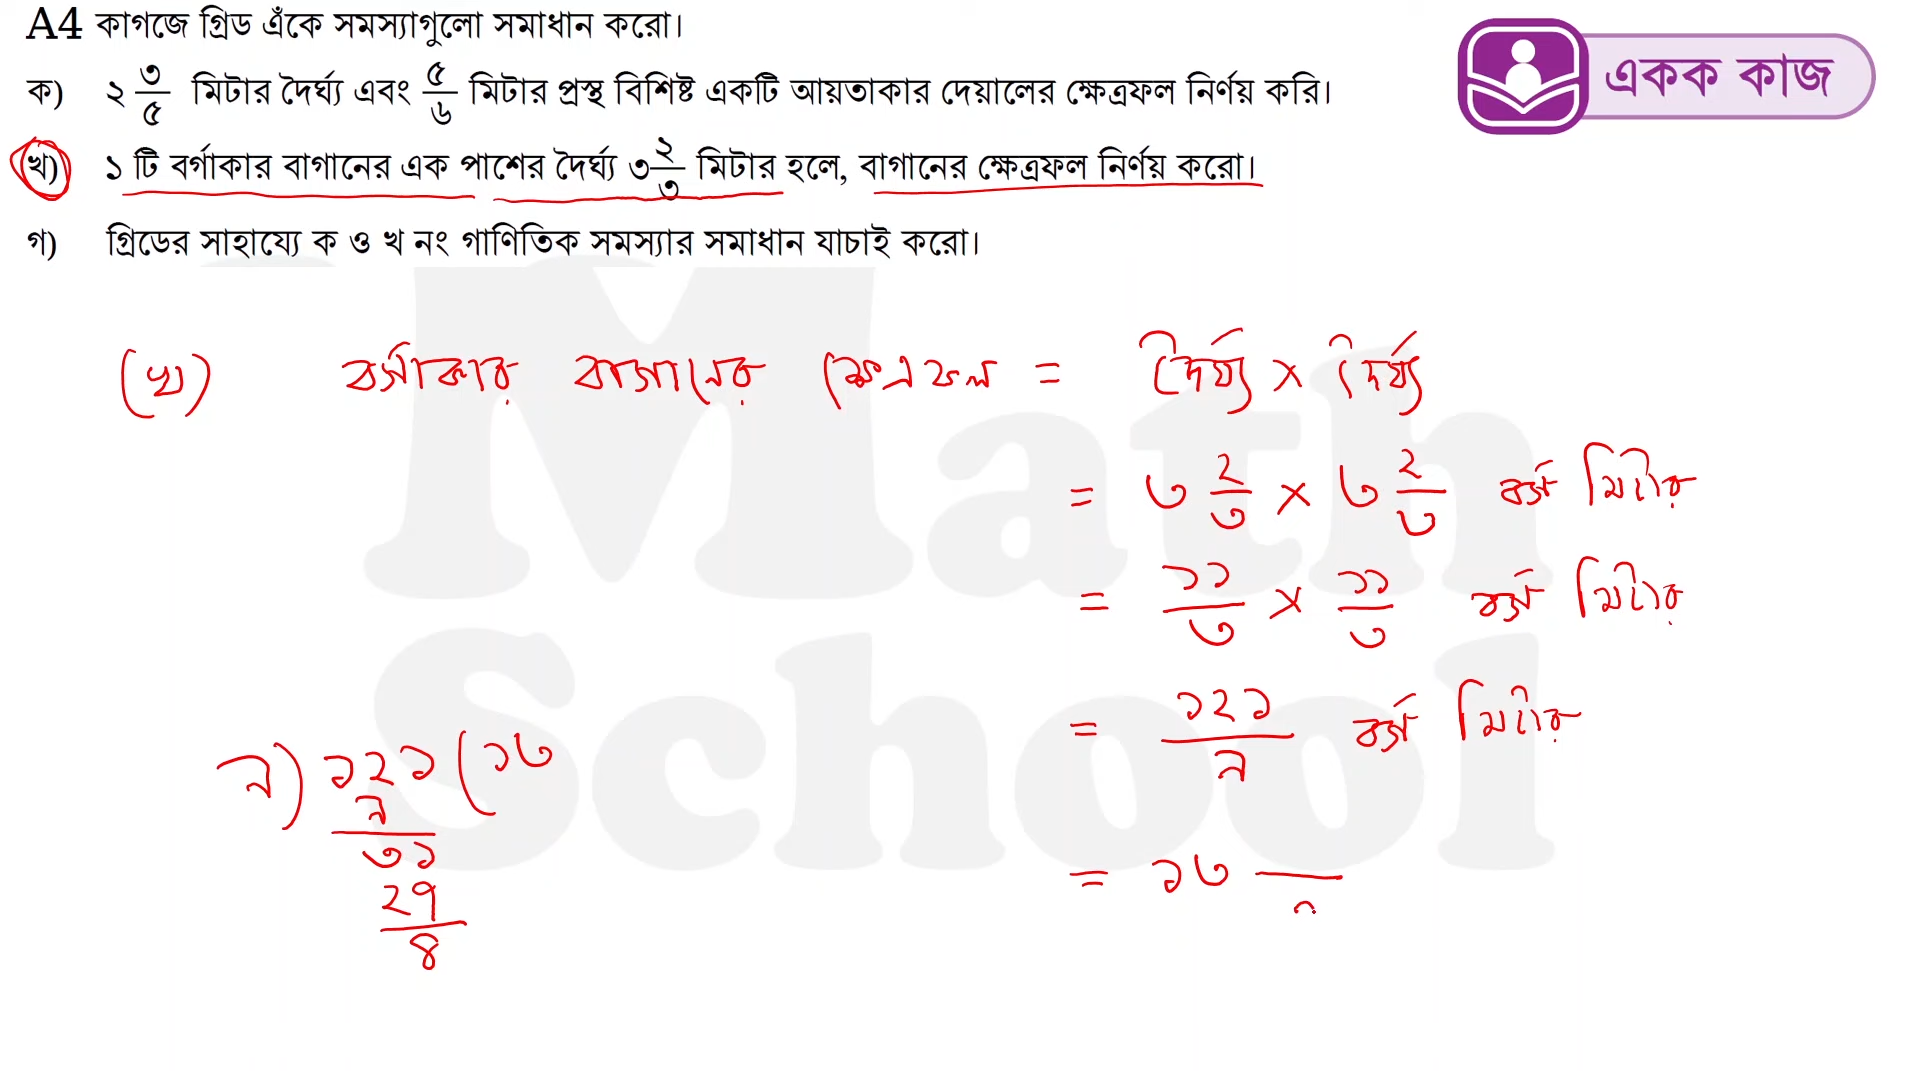 A4 কাগজে গ্রিড এঁকে সমস্যাগুলো সমাধান করো।
একক কাজ
ক) ২ ৩/৫ মিটার দৈর্ঘ্য এবং ৫/৬ মিটার প্রস্থ বিশিষ্ট একটি আয়তাকার দেয়ালের ক্ষেত্রফল নির্ণয় করি।
খ) ১ টি বর্গাকার বাগানের এক পাশের দৈর্ঘ্য ৩ ২/৩ মিটার হলে, বাগানের ক্ষেত্রফল নির্ণয় করো।
গ) গ্রিডের সাহায্যে ক ও খ নং গাণিতিক সমস্যার সমাধান যাচাই করো।
Math
School
(খ) বর্গাকার বাগানের ক্ষেত্রফল = দৈর্ঘ্য × দৈর্ঘ্য
= ৩ ২/৩ × ৩ ২/৩ বর্গ মিটার
= ১১/৩ × ১১/৩ বর্গ মিটার
= ১২১/৯ বর্গ মিটার
= ১৩
৯) ১২১ (১৩
৯
৩১
২৭
৪